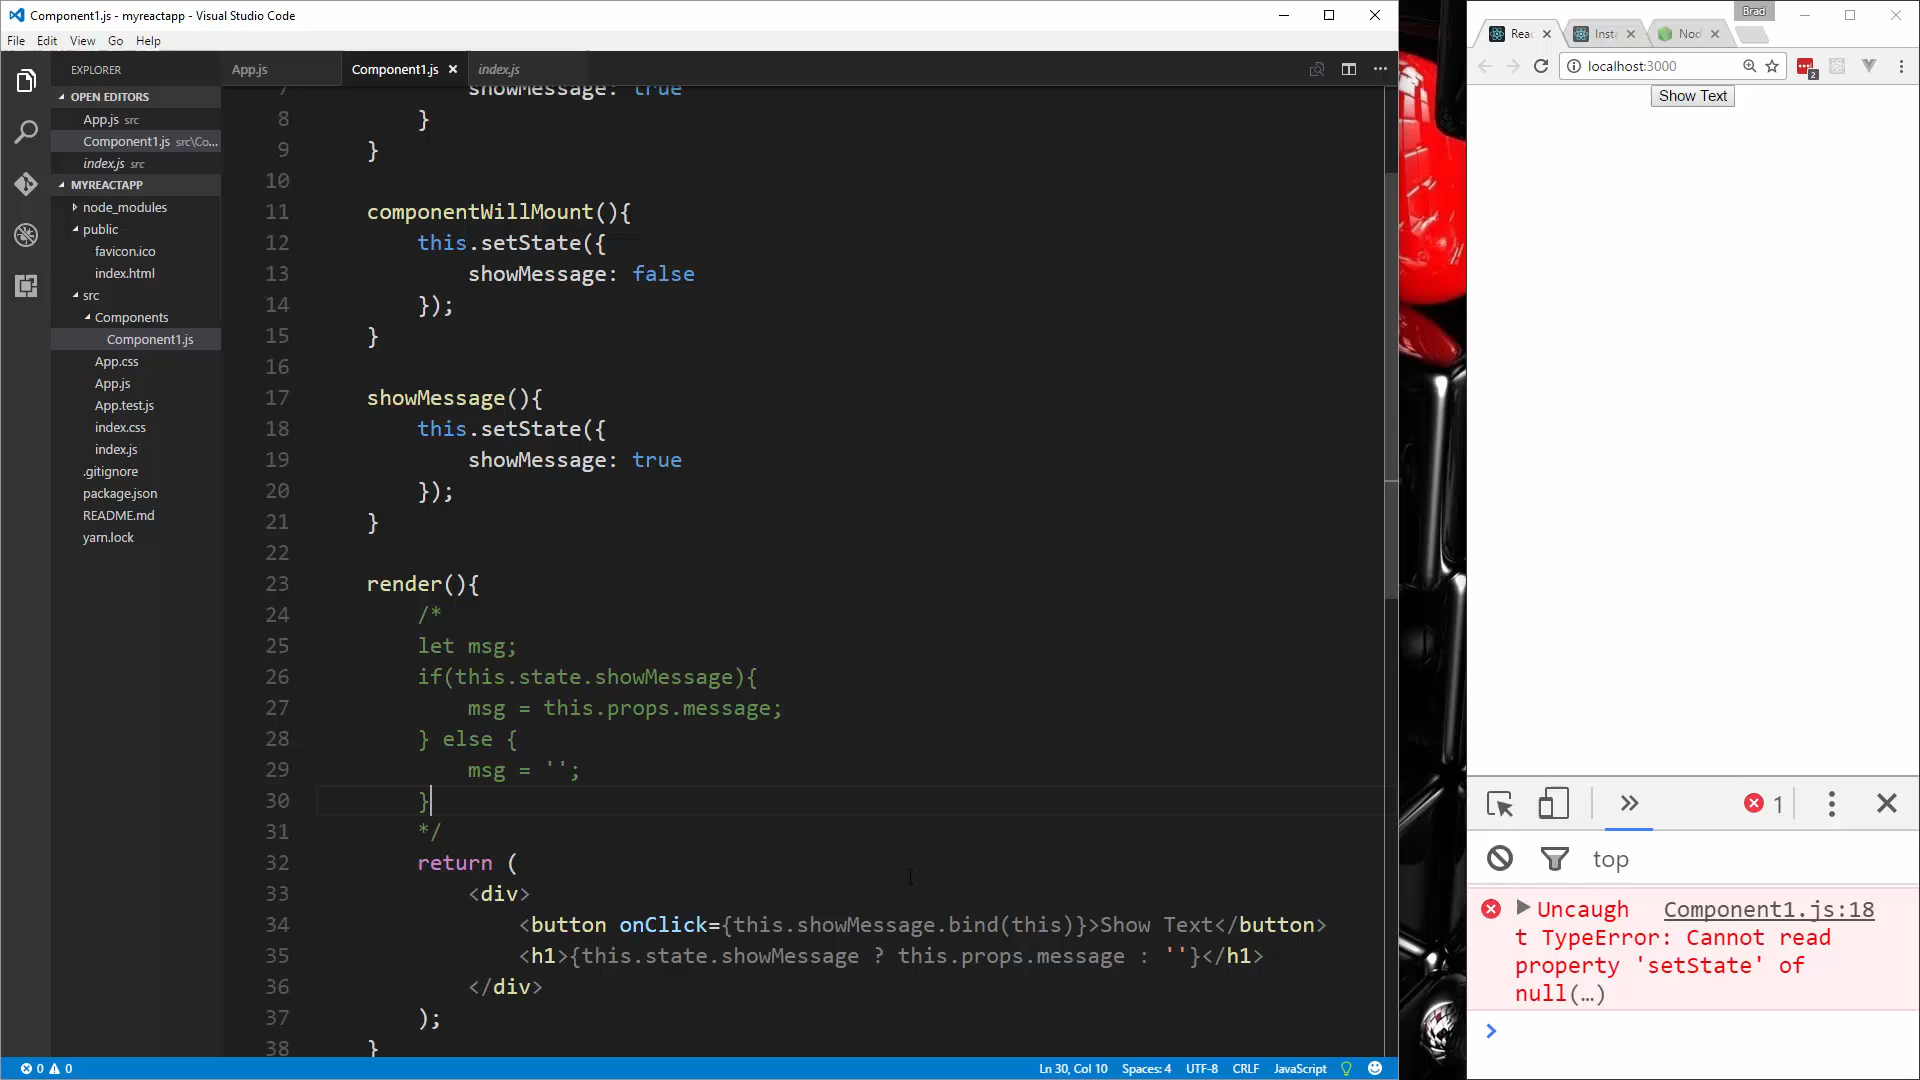 Component1.js - myreactapp - Visual Studio Code
File Edit View Go Help
EXPLORER
OPEN EDITORS
App.js src
Component1.js src\Co...
index.js src
MYREACTAPP
node_modules
public
favicon.ico
index.html
src
Components
Component1.js
App.css
App.js
App.test.js
index.css
index.js
.gitignore
package.json
README.md
yarn.lock
App.js Component1.js index.js
7 showMessage: true
8 }
9 }
10
11 componentWillMount(){
12 this.setState({
13 showMessage: false
14 });
15 }
16
17 showMessage(){
18 this.setState({
19 showMessage: true
20 });
21 }
22
23 render(){
24 /*
25 let msg;
26 if(this.state.showMessage){
27 msg = this.props.message;
28 } else {
29 msg = '';
30 }
31 */
32 return (
33 <div>
34 <button onClick={this.showMessage.bind(this)}>Show Text</button>
35 <h1>{this.state.showMessage ? this.props.message : ''}</h1>
36 </div>
37 );
38 }
0 0
Ln 30, Col 10 Spaces: 4 UTF-8 CRLF JavaScript
Brad
Reac Insta Nod
localhost:3000
2
Show Text
1
top
Uncaugh Component1.js:18
t TypeError: Cannot read
property 'setState' of
null(…)